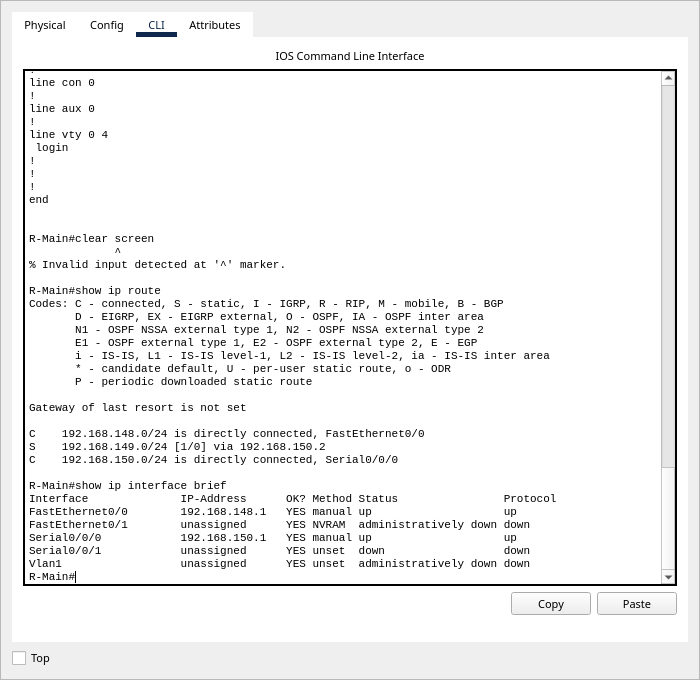 Physical Config CLI Attributes
IOS Command Line Interface
!
line con 0
!
line aux 0
!
line vty 0 4
 login
!
!
!
end

R-Main#clear screen
             ^
% Invalid input detected at '^' marker.

R-Main#show ip route
Codes: C - connected, S - static, I - IGRP, R - RIP, M - mobile, B - BGP
       D - EIGRP, EX - EIGRP external, O - OSPF, IA - OSPF inter area
       N1 - OSPF NSSA external type 1, N2 - OSPF NSSA external type 2
       E1 - OSPF external type 1, E2 - OSPF external type 2, E - EGP
       i - IS-IS, L1 - IS-IS level-1, L2 - IS-IS level-2, ia - IS-IS inter area
       * - candidate default, U - per-user static route, o - ODR
       P - periodic downloaded static route

Gateway of last resort is not set

C    192.168.148.0/24 is directly connected, FastEthernet0/0
S    192.168.149.0/24 [1/0] via 192.168.150.2
C    192.168.150.0/24 is directly connected, Serial0/0/0

R-Main#show ip interface brief
Interface              IP-Address      OK? Method Status                Protocol
FastEthernet0/0        192.168.148.1   YES manual up                    up
FastEthernet0/1        unassigned      YES NVRAM  administratively down down
Serial0/0/0            192.168.150.1   YES manual up                    up
Serial0/0/1            unassigned      YES unset  down                  down
Vlan1                  unassigned      YES unset  administratively down down
R-Main#
Copy Paste
Top